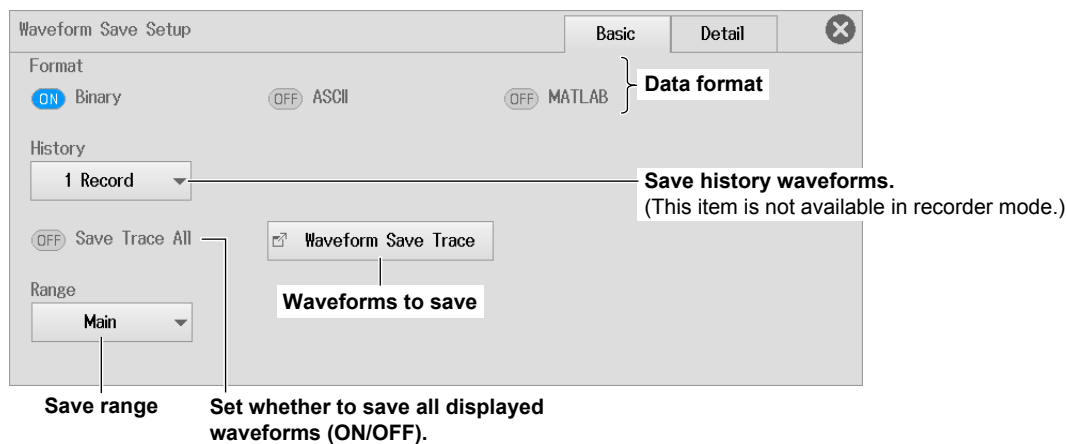 Waveform Save Setup
Basic
Detail
Format
ON Binary
OFF ASCII
OFF MATLAB
Data format
History
1 Record
Save history waveforms.
(This item is not available in recorder mode.)
OFF Save Trace All
Waveform Save Trace
Waveforms to save
Range
Main
Save range
Set whether to save all displayed
waveforms (ON/OFF).